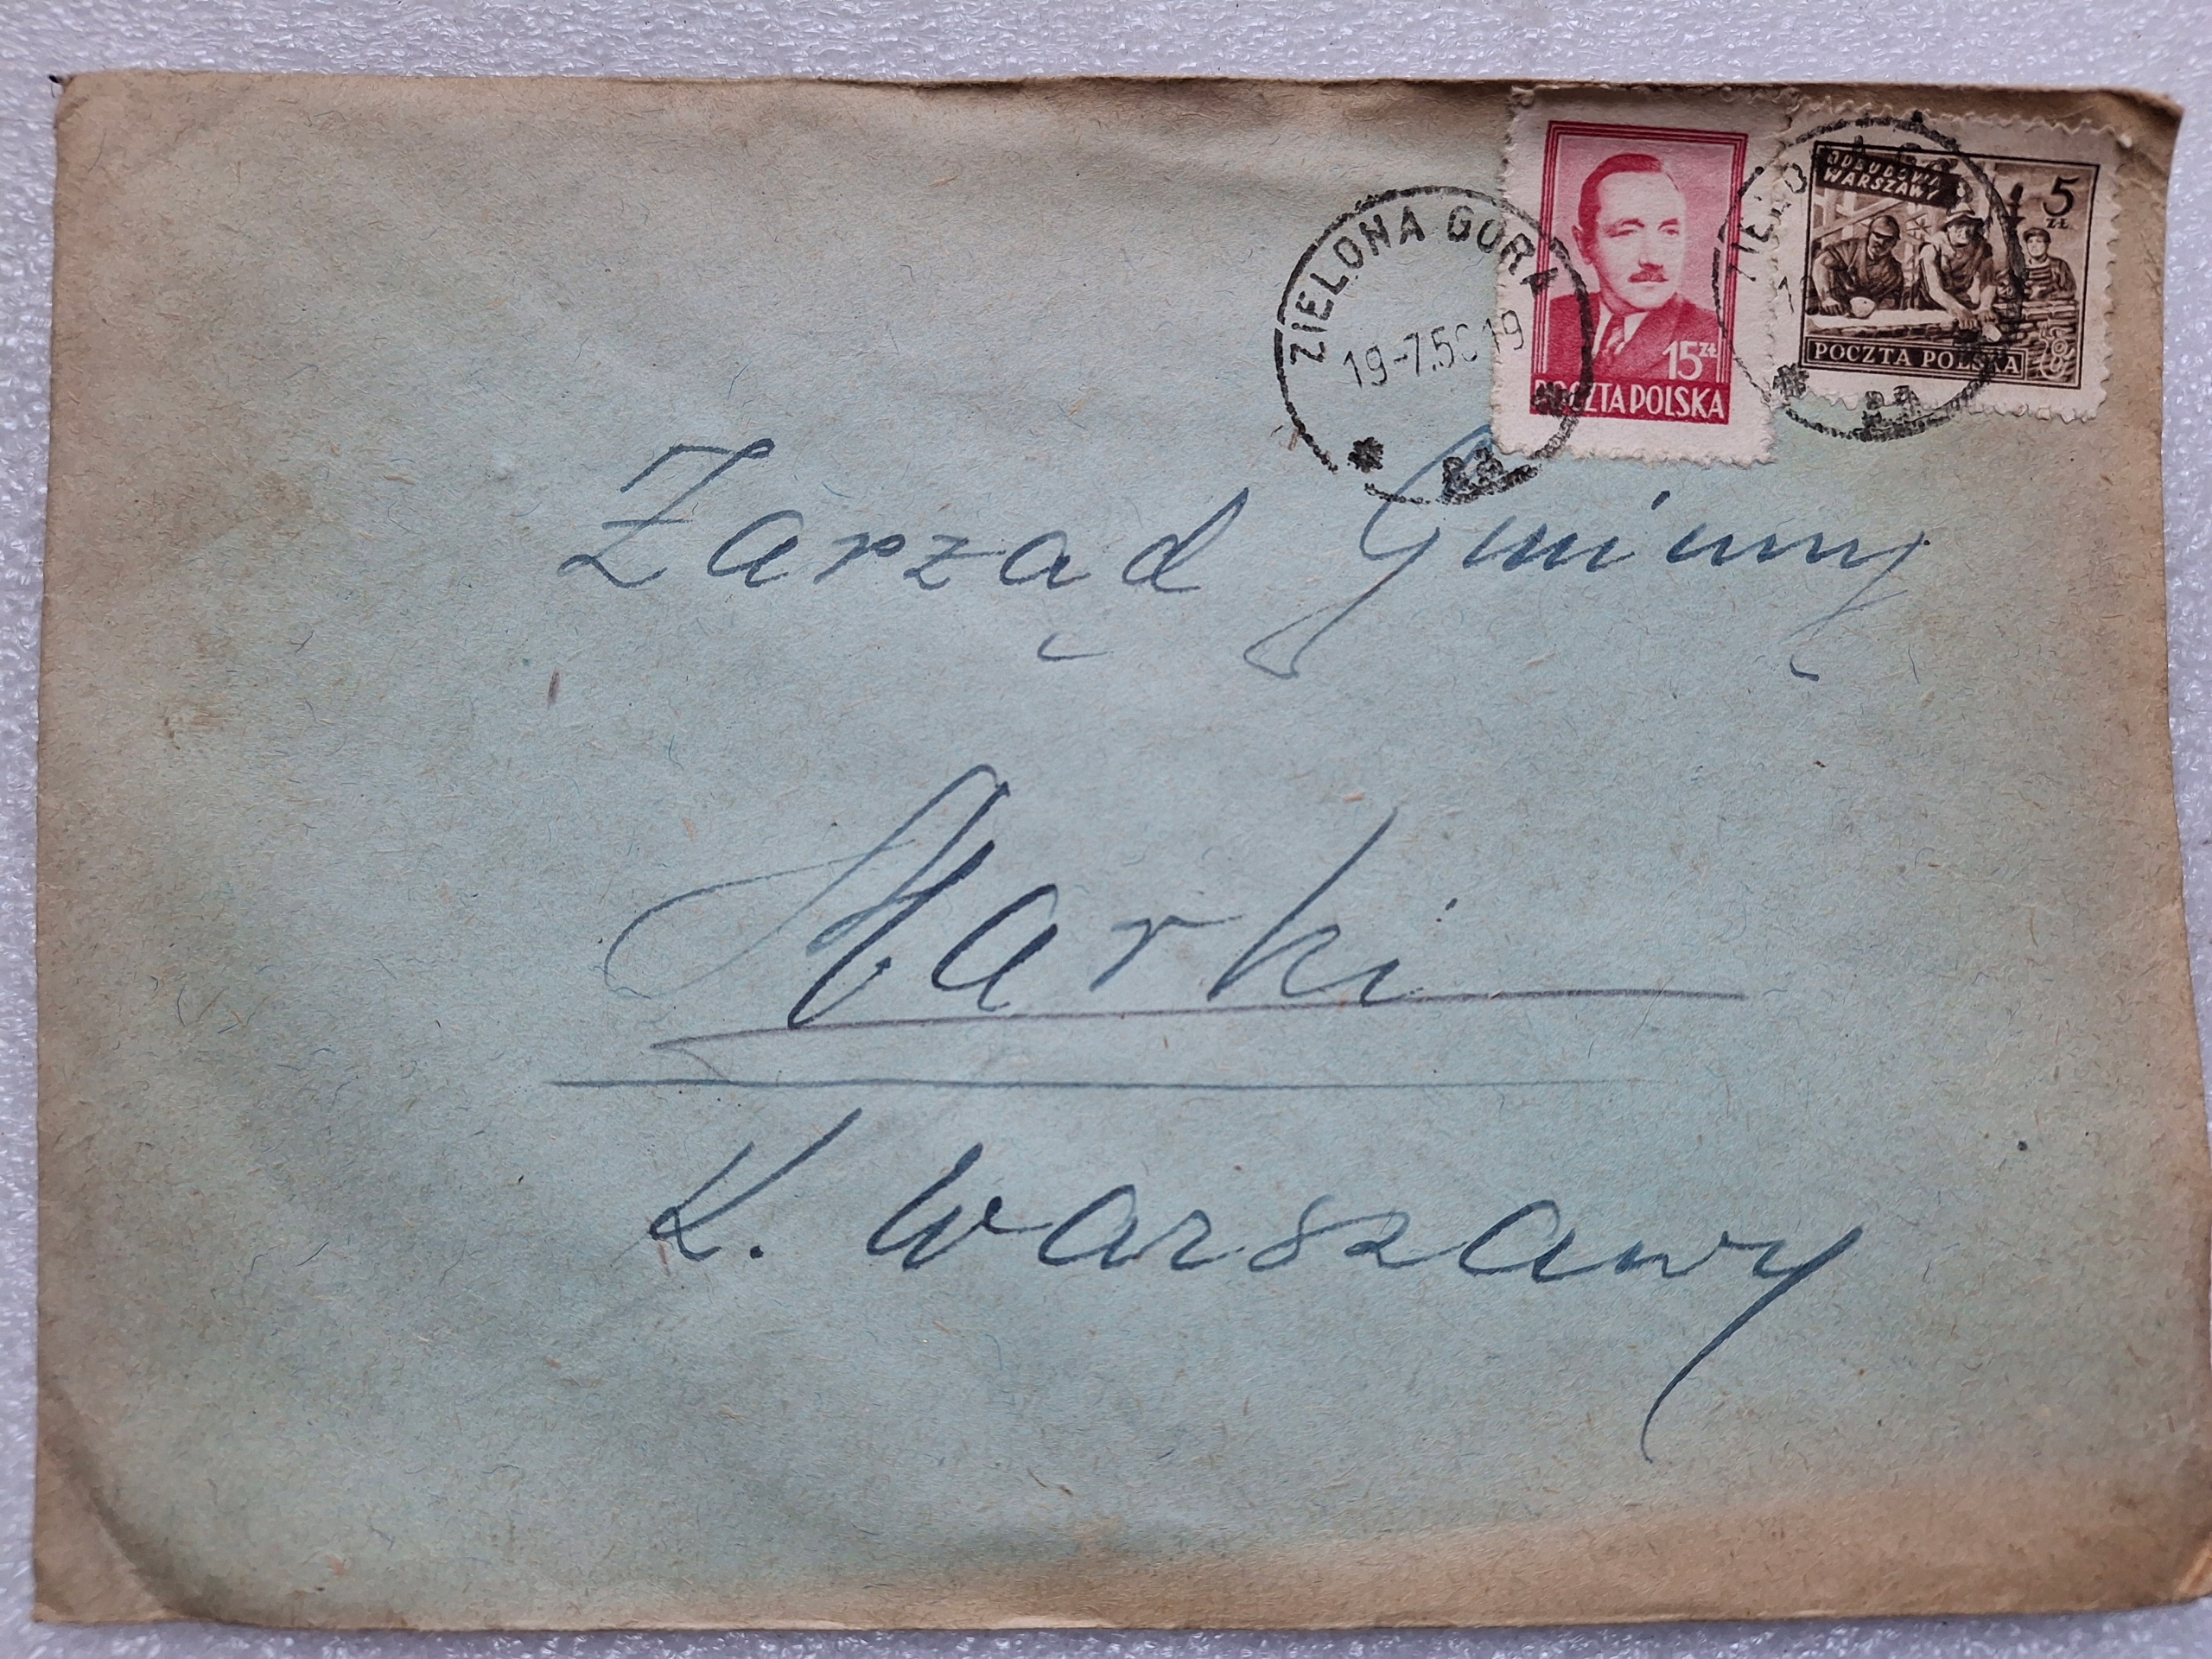 ZIELONA GÓRA
19-7.50 19
15 ZŁ
POCZTA POLSKA
ODBUDOWA
WARSZAWY
5
ZŁ
POCZTA POLSKA
Zarząd Gminny
Marki
K. Warszawy